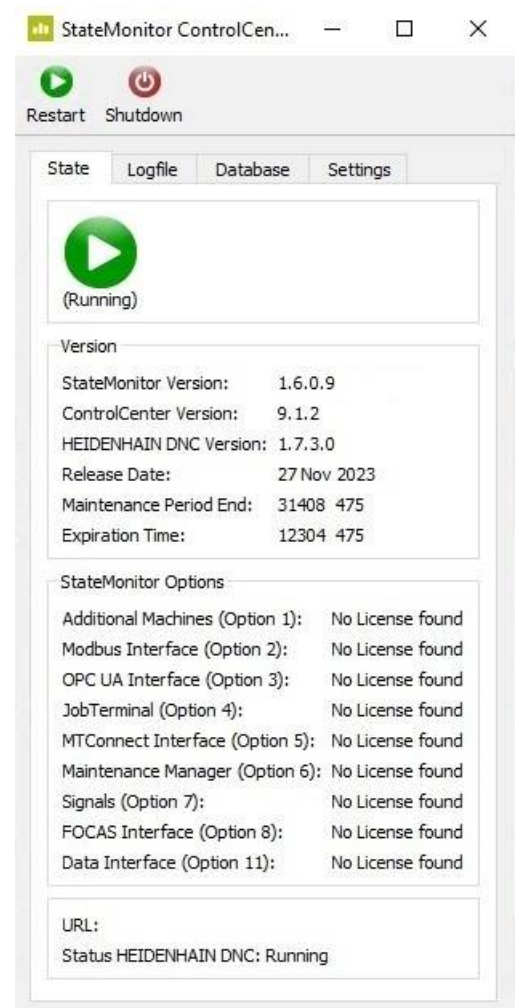 StateMonitor ControlCen...
Restart Shutdown
State Logfile Database Settings
(Running)
Version
StateMonitor Version: 1.6.0.9
ControlCenter Version: 9.1.2
HEIDENHAIN DNC Version: 1.7.3.0
Release Date: 27 Nov 2023
Maintenance Period End: 31408 475
Expiration Time: 12304 475
StateMonitor Options
Additional Machines (Option 1): No License found
Modbus Interface (Option 2): No License found
OPC UA Interface (Option 3): No License found
JobTerminal (Option 4): No License found
MTConnect Interface (Option 5): No License found
Maintenance Manager (Option 6): No License found
Signals (Option 7): No License found
FOCAS Interface (Option 8): No License found
Data Interface (Option 11): No License found
URL:
Status HEIDENHAIN DNC: Running